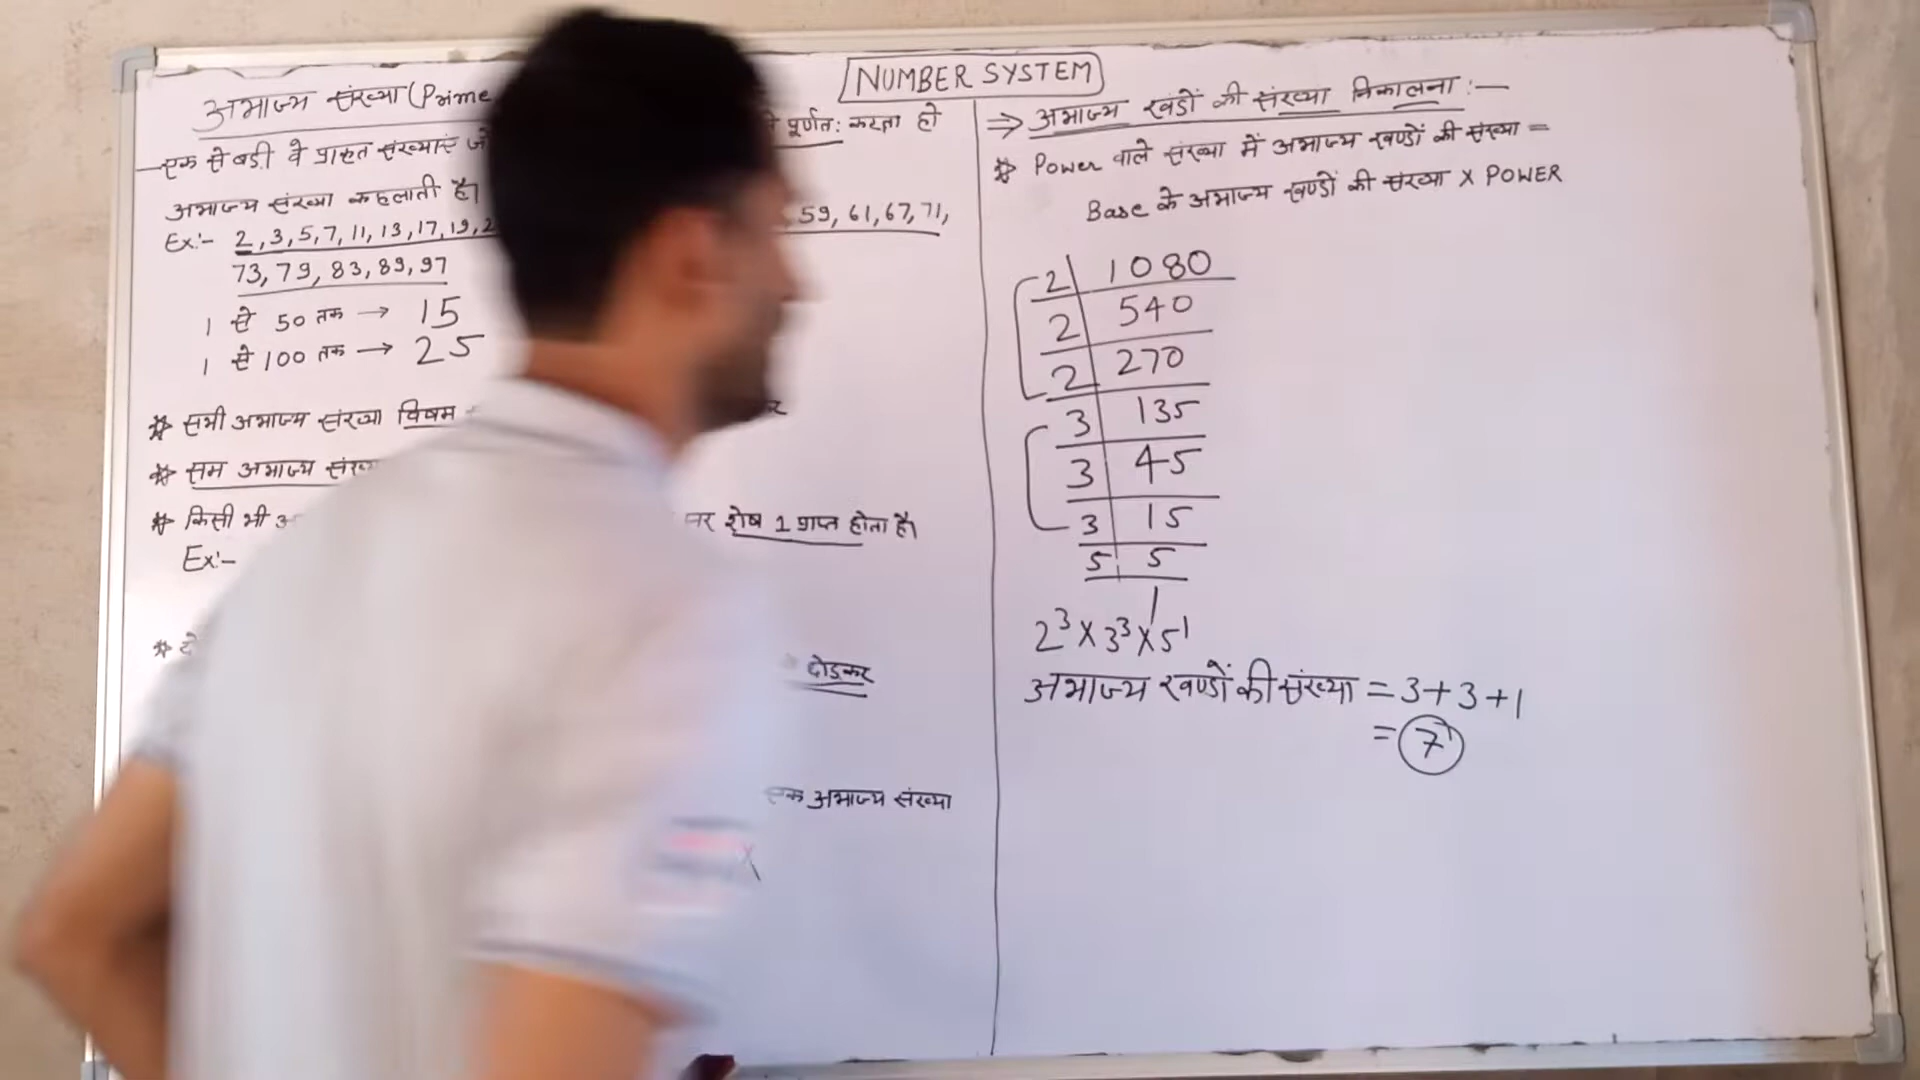 NUMBER SYSTEM
अभाज्य संख्या (Prime
पूर्णत: करता हो
एक से बड़ी वे प्राकृत संख्याएं जो
अभाज्य संख्या कहलाती है।
Ex:- 2,3,5,7,11,13,17,19,2 59,61,67,71,
73,79,83,89,97
1 से 50 तक → 15
1 से 100 तक → 25
* सभी अभाज्य संख्या विषम
* सम अभाज्य संख्या
* किसी भी शेष 1 प्राप्त होता है।
Ex:-
* दो छोड़कर
एक अभाज्य संख्या
⇒ अभाज्य खंडों की संख्या निकालना :-
* Power वाले संख्या में अभाज्य खण्डों की संख्या =
Base के अभाज्य खण्डों की संख्या X POWER
2 | 1080
2 | 540
2 | 270
3 | 135
3 | 45
3 | 15
5 | 5
1
2³ X 3³ X 5¹
अभाज्य खण्डों की संख्या = 3+3+1
= 7